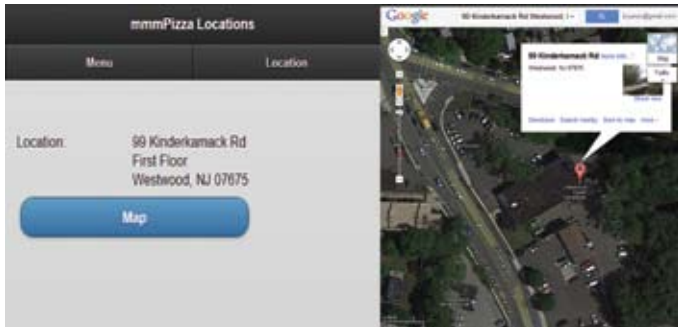 mmmPizza Locations
Menu
Location
Location:
99 Kinderkamack Rd
First Floor
Westwood, NJ 07675
Map
Google
99 Kinderkamack Rd Westwood,
99 Kinderkamack Rd
Westwood, NJ 07675
Map
Traffic
Directions Search nearby Save to map more